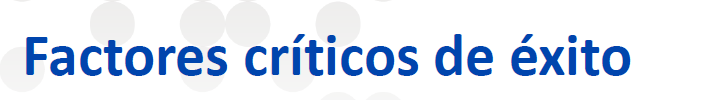 Factores críticos de éxito